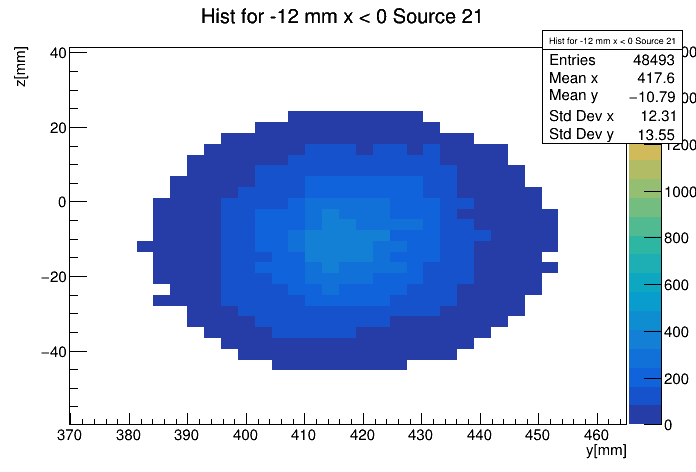 Hist for -12 mm x < 0 Source 21
z[mm]
40
20
0
−20
−40
370 380 390 400 410 420 430 440 450 460
y[mm]
Hist for -12 mm x < 0 Source 21
Entries 48493
Mean x 417.6
Mean y −10.79
Std Dev x 12.31
Std Dev y 13.55
1200
1000
800
600
400
200
0